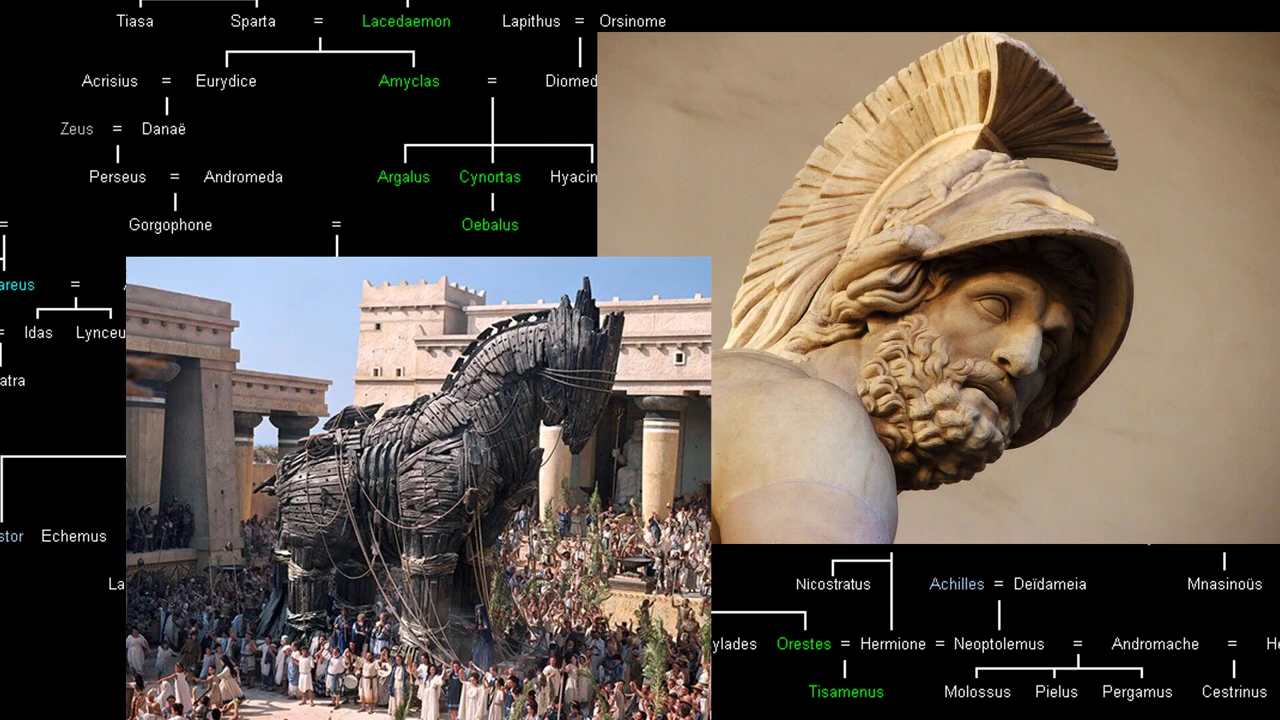 Tiasa Sparta = Lacedaemon Lapithus = Orsinome
Acrisius = Eurydice Amyclas = Diomed
Zeus = Danaë
Perseus = Andromeda Argalus Cynortas Hyacin
= Gorgophone = Oebalus
areus =
Idas Lynceu
atra
stor Echemus
La
Nicostratus Achilles = Deïdameia Mnasinoüs
ylades Orestes = Hermione = Neoptolemus = Andromache = He
Tisamenus Molossus Pielus Pergamus Cestrinus